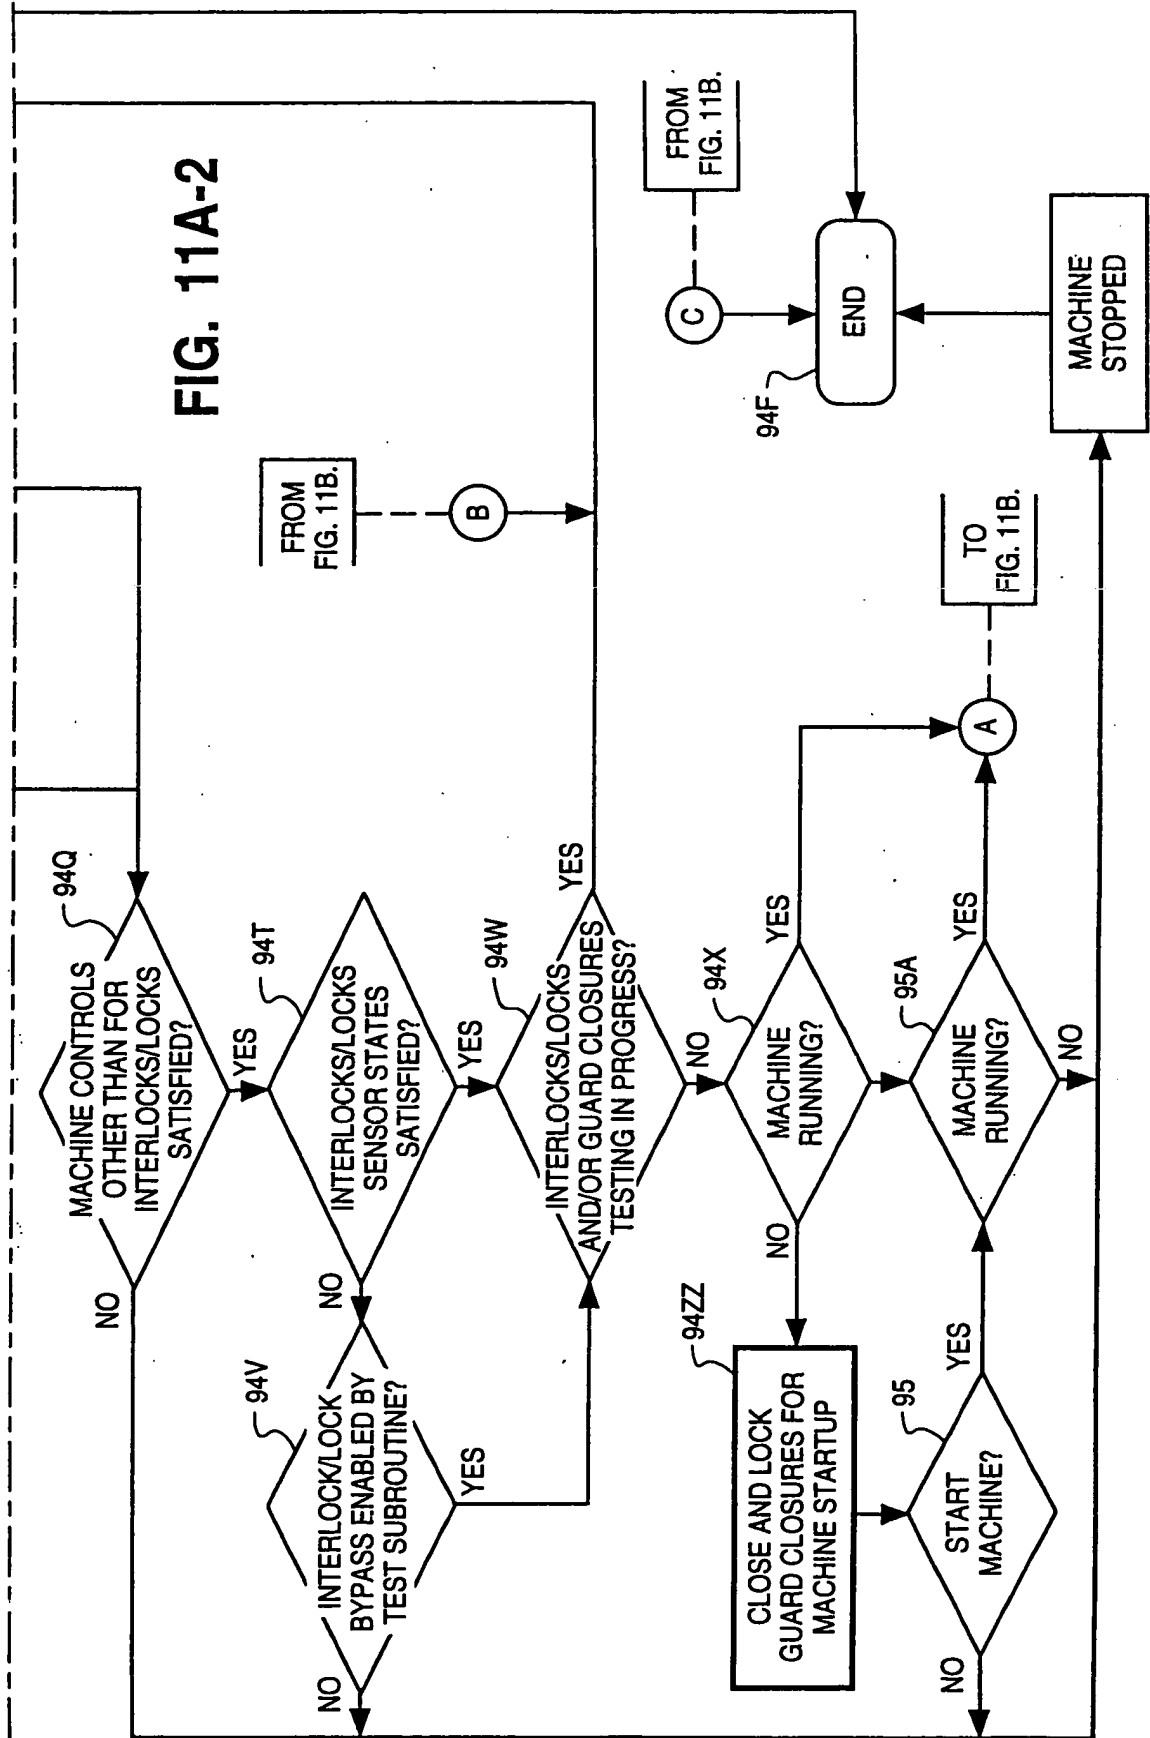 FIG. 11A-2
94Q
MACHINE CONTROLS
OTHER THAN FOR
INTERLOCKS/LOCKS
SATISFIED?
NO
YES
94T
INTERLOCKS/LOCKS
SENSOR STATES
SATISFIED?
NO
YES
94V
INTERLOCK/LOCK
BYPASS ENABLED BY
TEST SUBROUTINE?
NO
YES
94W
INTERLOCKS/LOCKS
AND/OR GUARD CLOSURES
TESTING IN PROGRESS?
YES
NO
FROM
FIG. 11B.
B
94X
MACHINE
RUNNING?
YES
NO
94ZZ
CLOSE AND LOCK
GUARD CLOSURES FOR
MACHINE STARTUP
95
START
MACHINE?
NO
YES
95A
MACHINE
RUNNING?
YES
NO
A
TO
FIG. 11B.
FROM
FIG. 11B.
C
94F
END
MACHINE
STOPPED